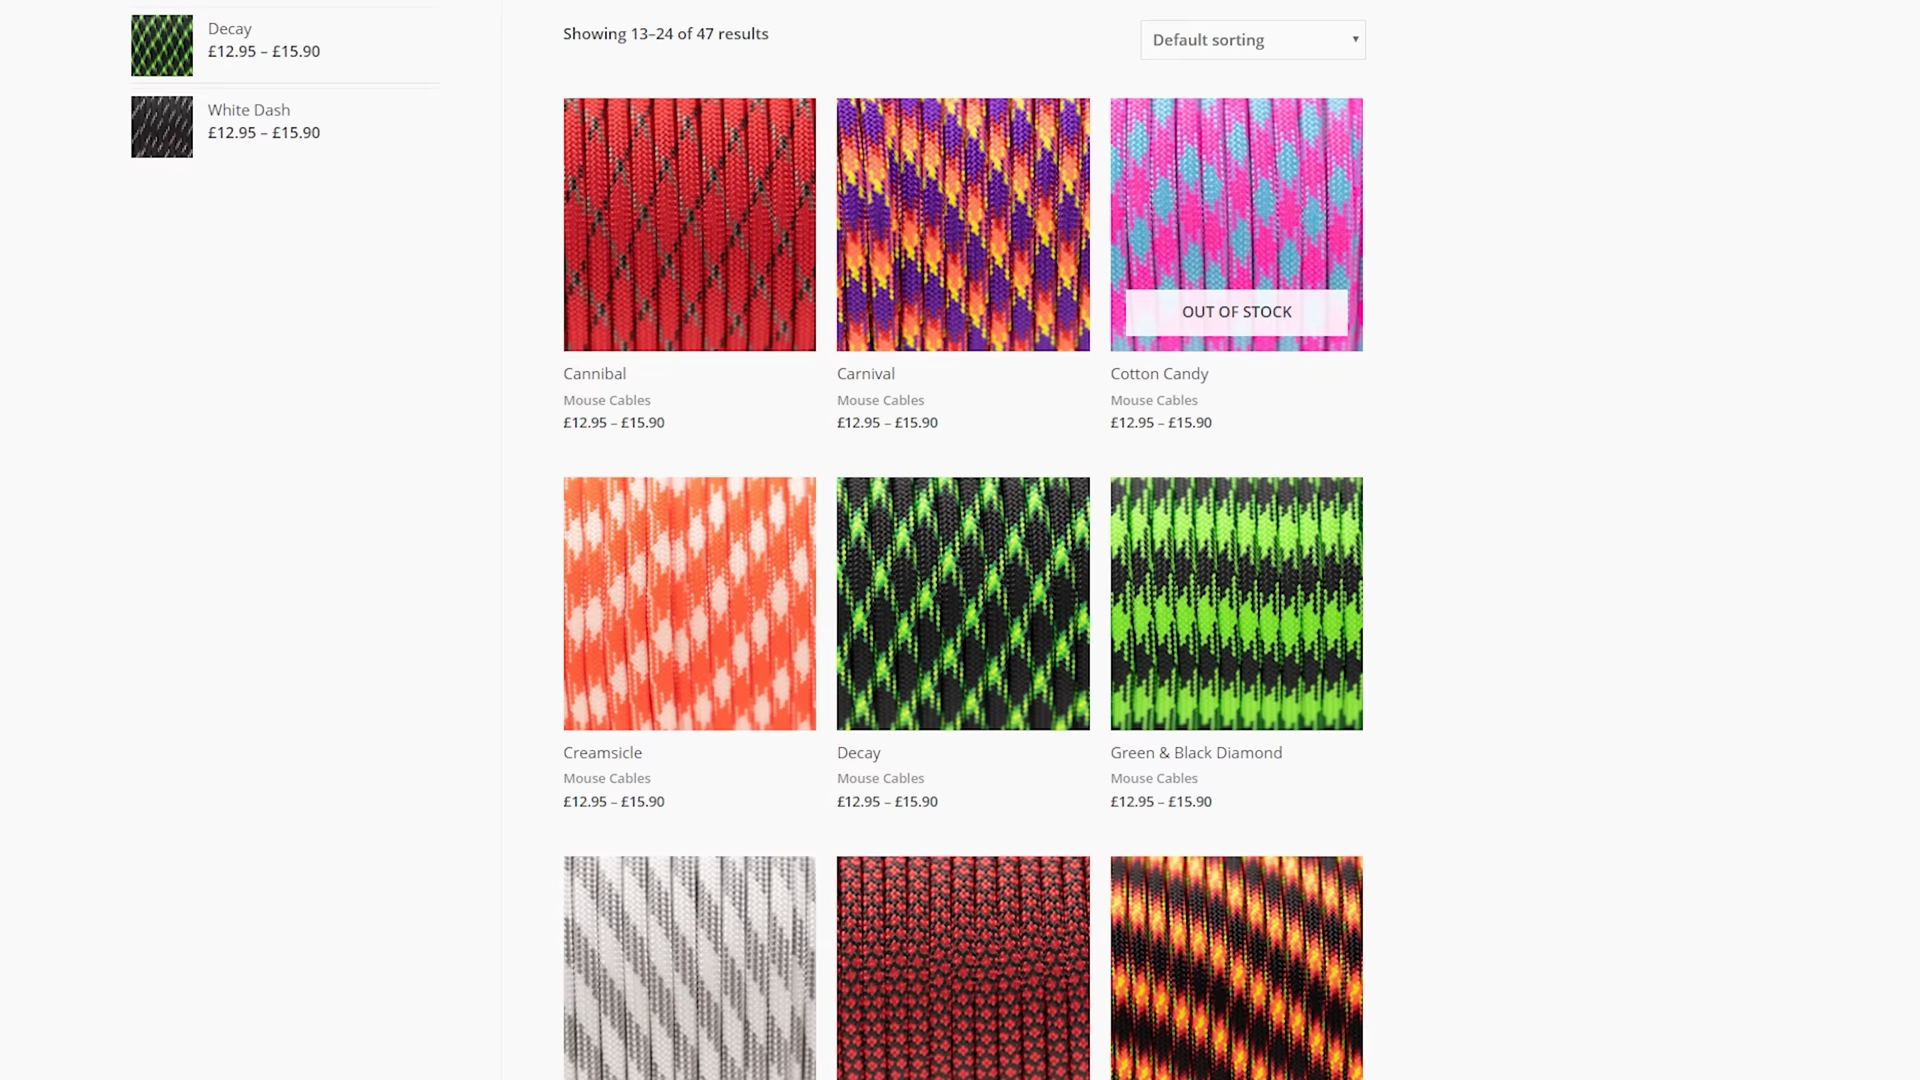 Decay
£12.95 – £15.90
White Dash
£12.95 – £15.90
Showing 13–24 of 47 results
Default sorting
OUT OF STOCK
Cannibal
Mouse Cables
£12.95 – £15.90
Carnival
Mouse Cables
£12.95 – £15.90
Cotton Candy
Mouse Cables
£12.95 – £15.90
Creamsicle
Mouse Cables
£12.95 – £15.90
Decay
Mouse Cables
£12.95 – £15.90
Green & Black Diamond
Mouse Cables
£12.95 – £15.90